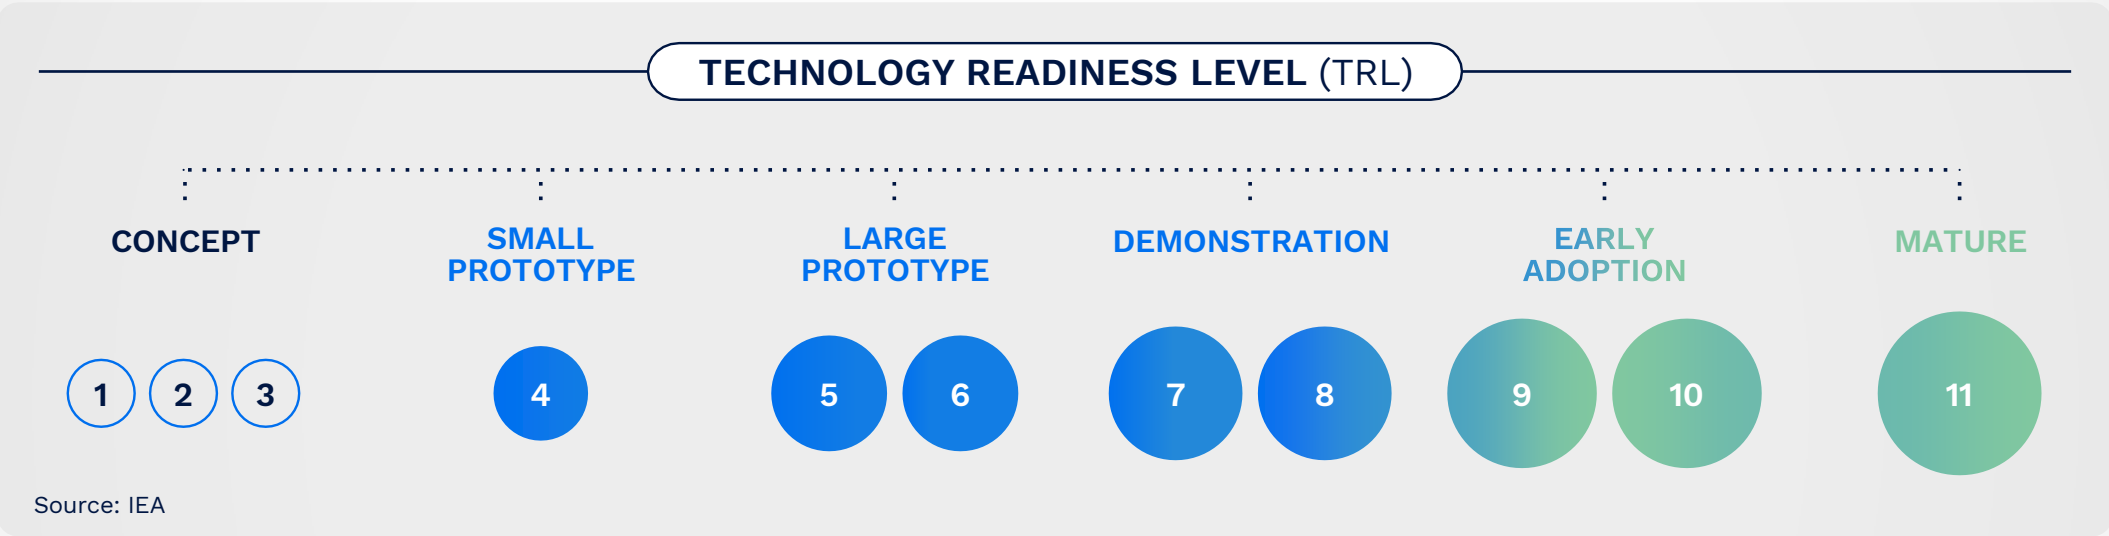 TECHNOLOGY READINESS LEVEL (TRL)
CONCEPT
SMALL
PROTOTYPE
LARGE
PROTOTYPE
DEMONSTRATION
EARLY
ADOPTION
MATURE
1 2 3 4 5 6 7 8 9 10 11
Source: IEA